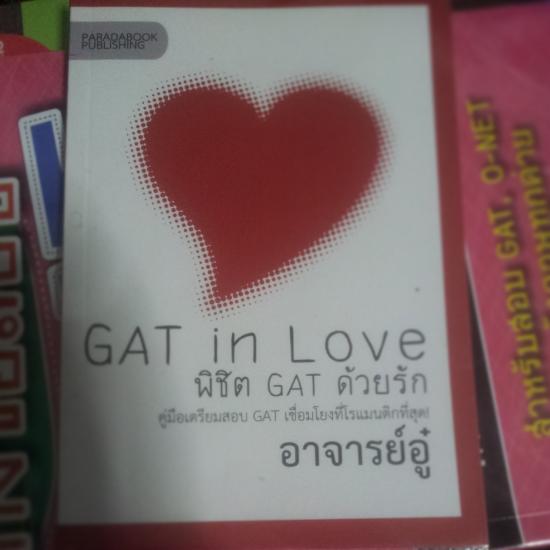 PARADABOOK
PUBLISHING
GAT in Love
พิชิต GAT ด้วยรัก
คู่มือเตรียมสอบ GAT เชื่อมโยงที่โรแมนติกที่สุด!
อาจารย์อู๋
สำหรับสอบ GAT, O-NET